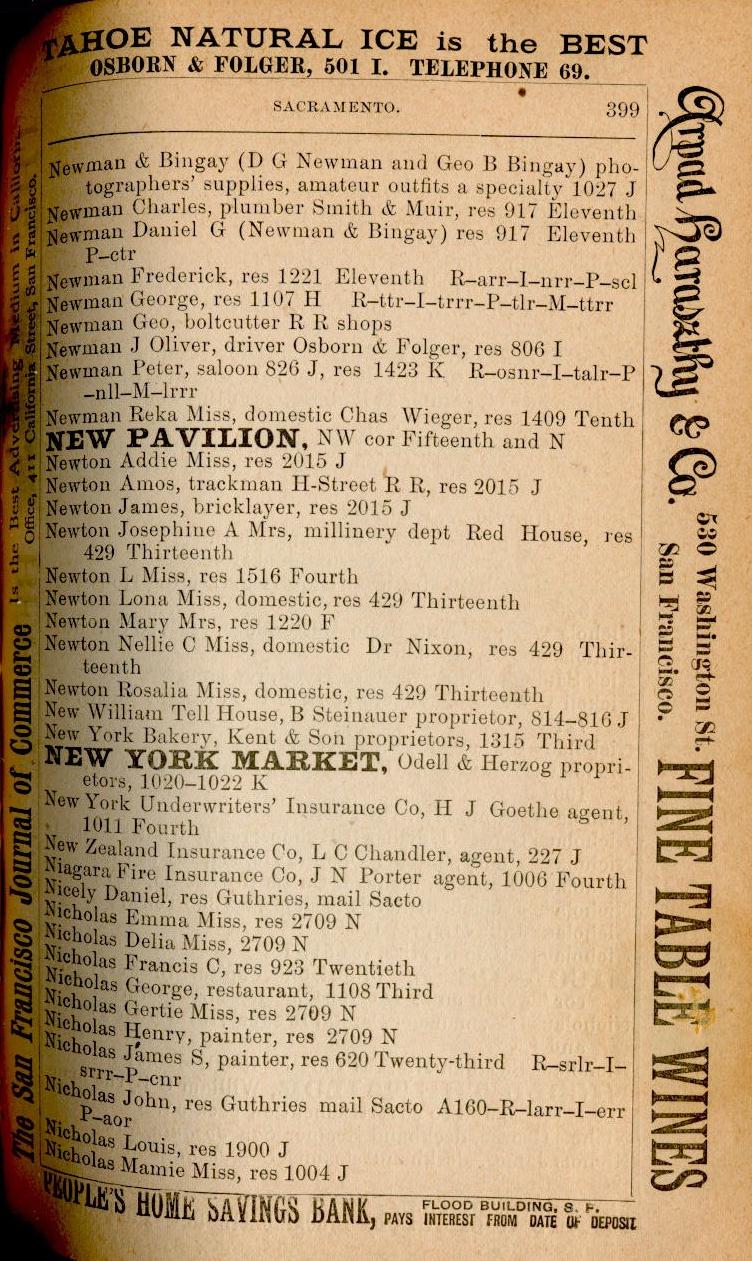 TAHOE NATURAL ICE is the BEST
OSBORN & FOLGER, 501 I. TELEPHONE 69.
SACRAMENTO. 399
Newman & Bingay (D G Newman and Geo B Bingay) pho-
tographers' supplies, amateur outfits a specialty 1027 J
Newman Charles, plumber Smith & Muir, res 917 Eleventh
Newman Daniel G (Newman & Bingay) res 917 Eleventh
P-ctr
Newman Frederick, res 1221 Eleventh R-arr-I-nrr-P-scl
Newman George, res 1107 H R-ttr-I-trrr-P-tlr-M-ttrr
Newman Geo, boltcutter R R shops
Newman J Oliver, driver Osborn & Folger, res 806 I
Newman Peter, saloon 826 J, res 1423 K R-osnr-I-talr-P
-nll-M-lrrr
Newman Reka Miss, domestic Chas Wieger, res 1409 Tenth
NEW PAVILION, NW cor Fifteenth and N
Newton Addie Miss, res 2015 J
Newton Amos, trackman H-Street R R, res 2015 J
Newton James, bricklayer, res 2015 J
Newton Josephine A Mrs, millinery dept Red House, res
429 Thirteenth
Newton L Miss, res 1516 Fourth
Newton Lona Miss, domestic, res 429 Thirteenth
Newton Mary Mrs, res 1220 F
Newton Nellie C Miss, domestic Dr Nixon, res 429 Thir-
teenth
Newton Rosalia Miss, domestic, res 429 Thirteenth
New William Tell House, B Steinauer proprietor, 814-816 J
New York Bakery, Kent & Son proprietors, 1315 Third
NEW YORK MARKET, Odell & Herzog propri-
etors, 1020-1022 K
New York Underwriters' Insurance Co, H J Goethe agent,
1011 Fourth
New Zealand Insurance Co, L C Chandler, agent, 227 J
Niagara Fire Insurance Co, J N Porter agent, 1006 Fourth
Nicely Daniel, res Guthries, mail Sacto
Nicholas Emma Miss, res 2709 N
Nicholas Delia Miss, 2709 N
Nicholas Francis C, res 923 Twentieth
Nicholas George, restaurant, 1108 Third
Nicholas Gertie Miss, res 2709 N
Nicholas Henry, painter, res 2709 N
Nicholas James S, painter, res 620 Twenty-third R-srlr-I-
srrr-P-cnr
Nicholas John, res Guthries mail Sacto A160-R-larr-I-err
P-aor
Nicholas Louis, res 1900 J
Nicholas Mamie Miss, res 1004 J
PEOPLE'S HOME SAVINGS BANK, PAYS INTEREST FROM DATE OF DEPOSIT
FLOOD BUILDING, S. F.
The San Francisco Journal of Commerce Is the Best Advertising Medium in California.
Office, 411 California Street, San Francisco.
Arpad Haraszthy & Co. 530 Washington St. FINE TABLE WINES
San Francisco.